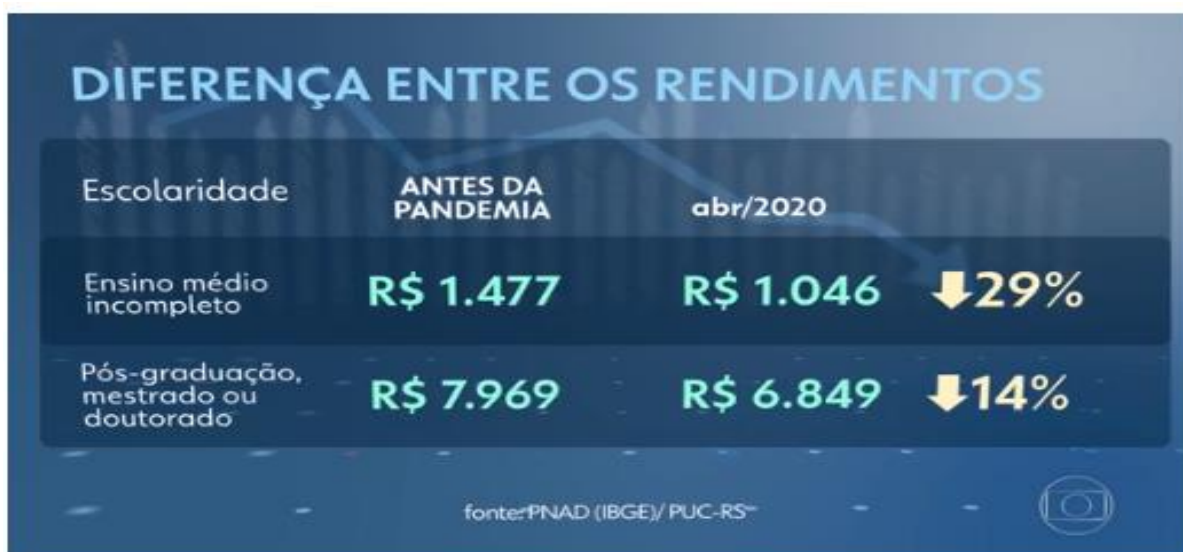 DIFERENÇA ENTRE OS RENDIMENTOS
Escolaridade
ANTES DA
PANDEMIA
abr/2020
Ensino médio
incompleto
R$ 1.477
R$ 1.046
29%
Pós-graduação,
mestrado ou
doutorado
R$ 7.969
R$ 6.849
14%
fonte:PNAD (IBGE)/ PUC-RS